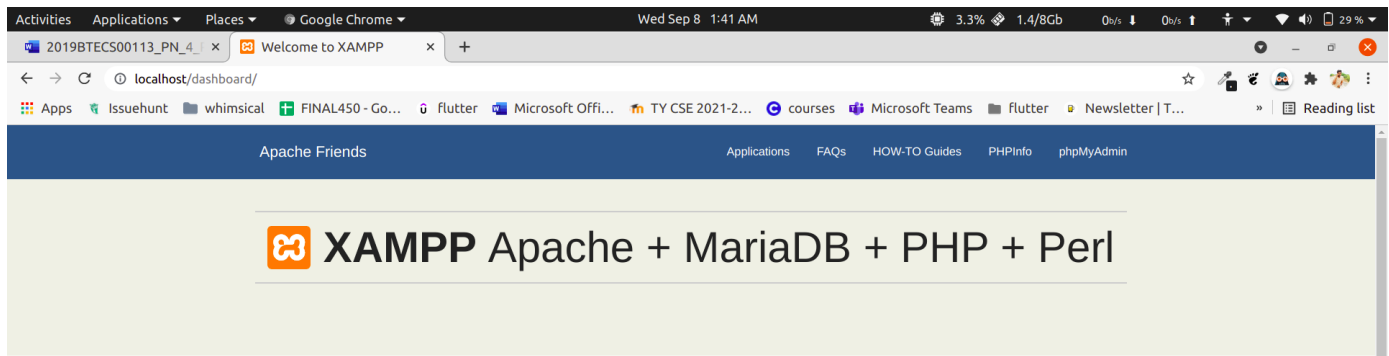 Activities Applications Places Google Chrome Wed Sep 8 1:41 AM 3.3% 1.4/8Gb 0b/s 0b/s 29 %
2019BTECS00113_PN_4_ Welcome to XAMPP
localhost/dashboard/
Apps Issuehunt whimsical FINAL450 - Go... flutter Microsoft Offi... TY CSE 2021-2... courses Microsoft Teams flutter Newsletter | T... » Reading list
Apache Friends Applications FAQs HOW-TO Guides PHPInfo phpMyAdmin
XAMPP Apache + MariaDB + PHP + Perl